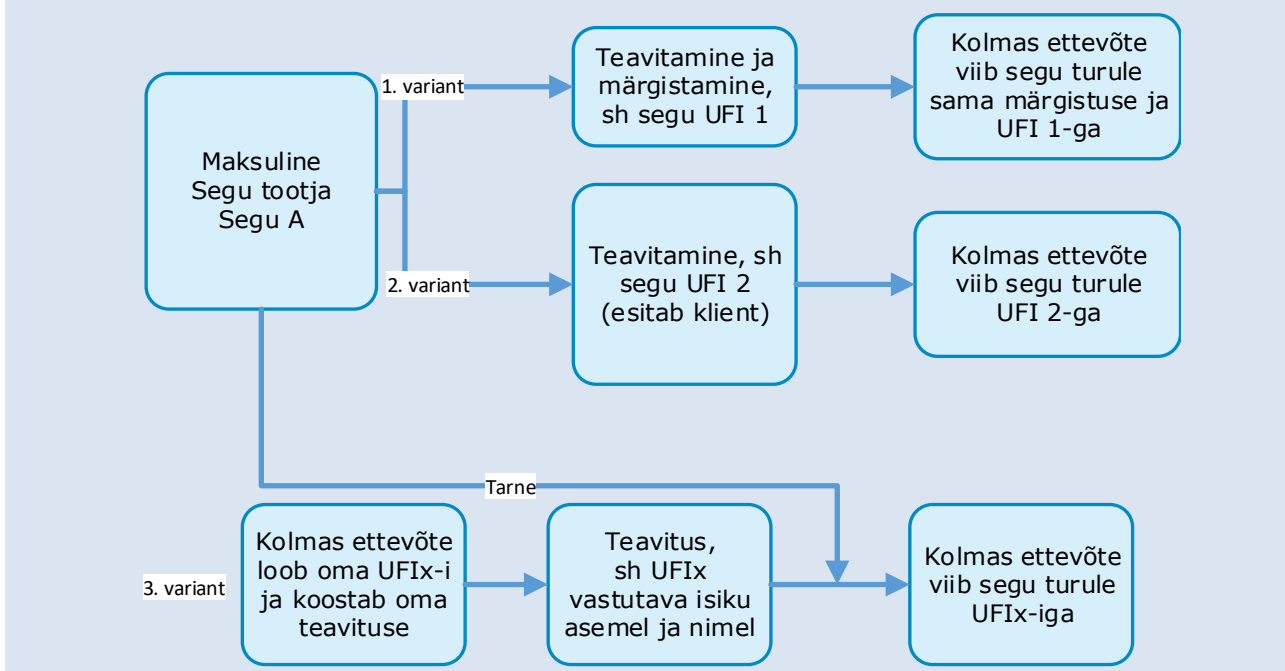 Maksuline
Segu tootja
Segu A
1. variant
Teavitamine ja
märgistamine,
sh segu UFI 1
Kolmas ettevõte
viib segu turule
sama märgistuse ja
UFI 1-ga
2. variant
Teavitamine, sh
segu UFI 2
(esitab klient)
Kolmas ettevõte
viib segu turule
UFI 2-ga
Tarne
3. variant
Kolmas ettevõte
loob oma UFIx-i
ja koostab oma
teavituse
Teavitus,
sh UFIx
vastutava isiku
asemel ja nimel
Kolmas ettevõte
viib segu turule
UFIx-iga